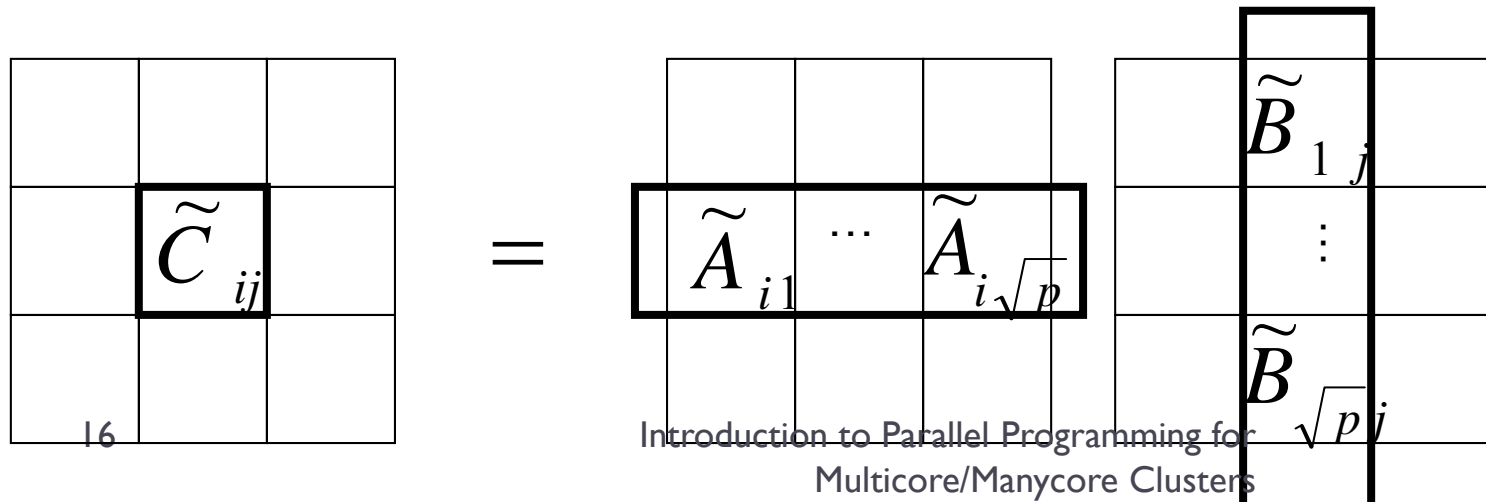 B̃ 1 j
C̃ ij = Ã i1 ⋯ Ã i√p ⋮
B̃ √p j
16 Introduction to Parallel Programming for
Multicore/Manycore Clusters